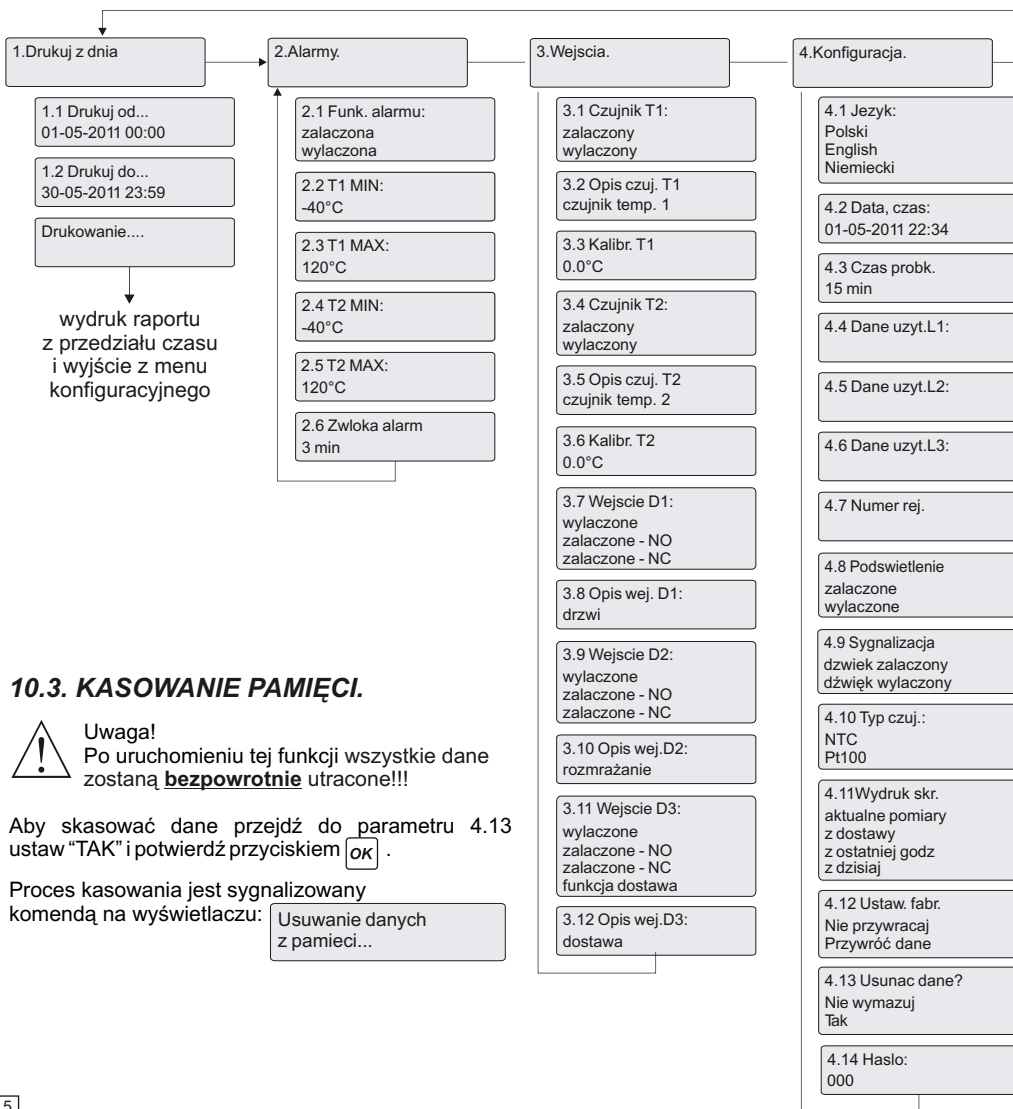 1.Drukuj z dnia
1.1 Drukuj od...
01-05-2011 00:00
1.2 Drukuj do...
30-05-2011 23:59
Drukowanie....
wydruk raportu
z przedziału czasu
i wyjście z menu
konfiguracyjnego
2.Alarmy.
2.1 Funk. alarmu:
zalaczona
wylaczona
2.2 T1 MIN:
-40°C
2.3 T1 MAX:
120°C
2.4 T2 MIN:
-40°C
2.5 T2 MAX:
120°C
2.6 Zwloka alarm
3 min
3.Wejscia.
3.1 Czujnik T1:
zalaczony
wylaczony
3.2 Opis czuj. T1
czujnik temp. 1
3.3 Kalibr. T1
0.0°C
3.4 Czujnik T2:
zalaczony
wylaczony
3.5 Opis czuj. T2
czujnik temp. 2
3.6 Kalibr. T2
0.0°C
3.7 Wejscie D1:
wylaczone
zalaczone - NO
zalaczone - NC
3.8 Opis wej. D1:
drzwi
3.9 Wejscie D2:
wylaczone
zalaczone - NO
zalaczone - NC
3.10 Opis wej.D2:
rozmrażanie
3.11 Wejscie D3:
wylaczone
zalaczone - NO
zalaczone - NC
funkcja dostawa
3.12 Opis wej.D3:
dostawa
4.Konfiguracja.
4.1 Jezyk:
Polski
English
Niemiecki
4.2 Data, czas:
01-05-2011 22:34
4.3 Czas probk.
15 min
4.4 Dane uzyt.L1:
4.5 Dane uzyt.L2:
4.6 Dane uzyt.L3:
4.7 Numer rej.
4.8 Podswietlenie
zalaczone
wylaczone
4.9 Sygnalizacja
dzwiek zalaczony
dźwięk wylaczony
4.10 Typ czuj.:
NTC
Pt100
4.11Wydruk skr.
aktualne pomiary
z dostawy
z ostatniej godz
z dzisiaj
4.12 Ustaw. fabr.
Nie przywracaj
Przywróć dane
4.13 Usunac dane?
Nie wymazuj
Tak
4.14 Haslo:
000
10.3. KASOWANIE PAMIĘCI.
Uwaga!
Po uruchomieniu tej funkcji wszystkie dane
zostaną bezpowrotnie utracone!!!
Aby skasować dane przejdź do parametru 4.13
ustaw “TAK” i potwierdź przyciskiem OK .
Proces kasowania jest sygnalizowany
komendą na wyświetlaczu:
Usuwanie danych
z pamieci...
5